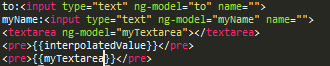 to:<input type="text" ng-model="to" name="">
myName:<input type="text" ng-model="myName" name="">
<textarea ng-model="myTextarea"></textarea>
<pre>{{interpolatedValue}}</pre>
<pre>{{myTextarea}}</pre>